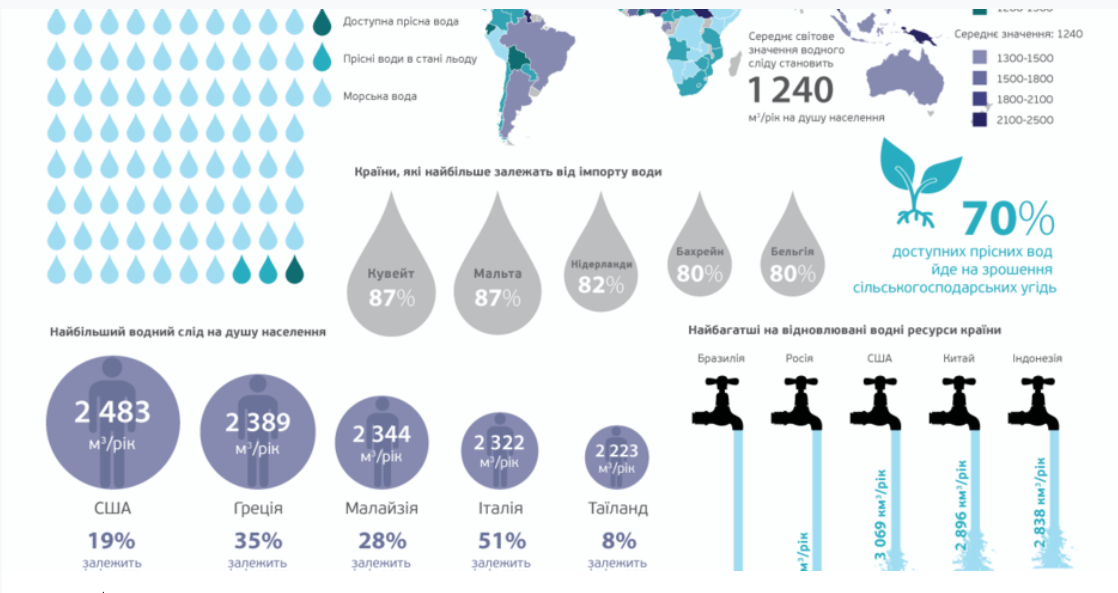 1200-1300
Доступна прісна вода
Прісні води в стані льоду
Морська вода
Середнє світове
значення водного
сліду становить
1 240
м³/рік на душу населення
Середнє значення: 1240
1300-1500
1500-1800
1800-2100
2100-2500
Країни, які найбільше залежать від імпорту води
Кувейт
87%
Мальта
87%
Нідерланди
82%
Бахрейн
80%
Бельгія
80%
70%
доступних прісних вод
йде на зрошення
сільськогосподарських угідь
Найбільший водний слід на душу населення
2 483
м³/рік
США
19%
залежить
2 389
м³/рік
Греція
35%
залежить
2 344
м³/рік
Малайзія
28%
залежить
2 322
м³/рік
Італія
51%
залежить
2 223
м³/рік
Таїланд
8%
залежить
Найбагатші на відновлювані водні ресурси країни
Бразилія
Росія
США
Китай
Індонезія
м³/рік
3 069 км³/рік
2 896 км³/рік
2 838 км³/рік